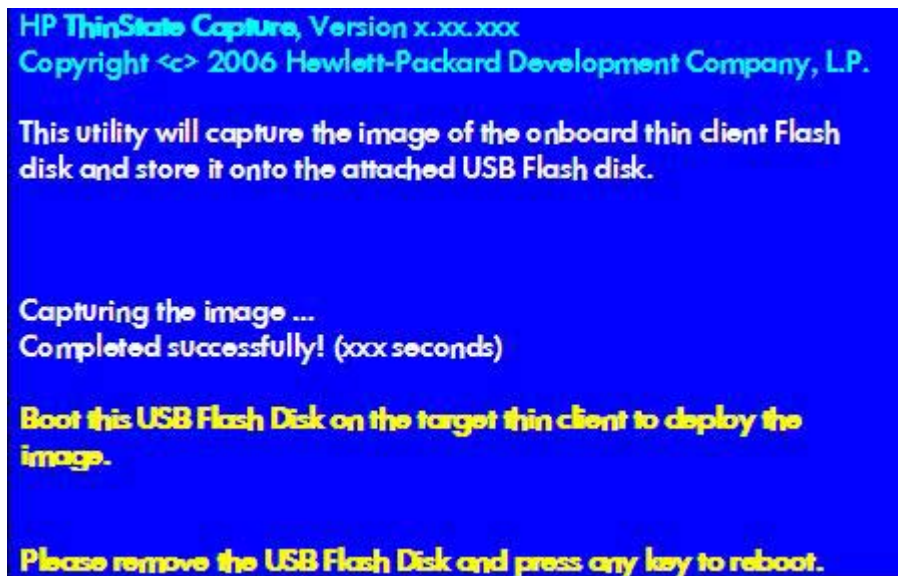 HP ThinState Capture, Version x.xx.xxx
Copyright <c> 2006 Hewlett-Packard Development Company, L.P.
This utility will capture the image of the onboard thin client Flash
disk and store it onto the attached USB Flash disk.
Capturing the image ...
Completed successfully! (xxx seconds)
Boot this USB Flash Disk on the target thin client to deploy the
image.
Please remove the USB Flash Disk and press any key to reboot.